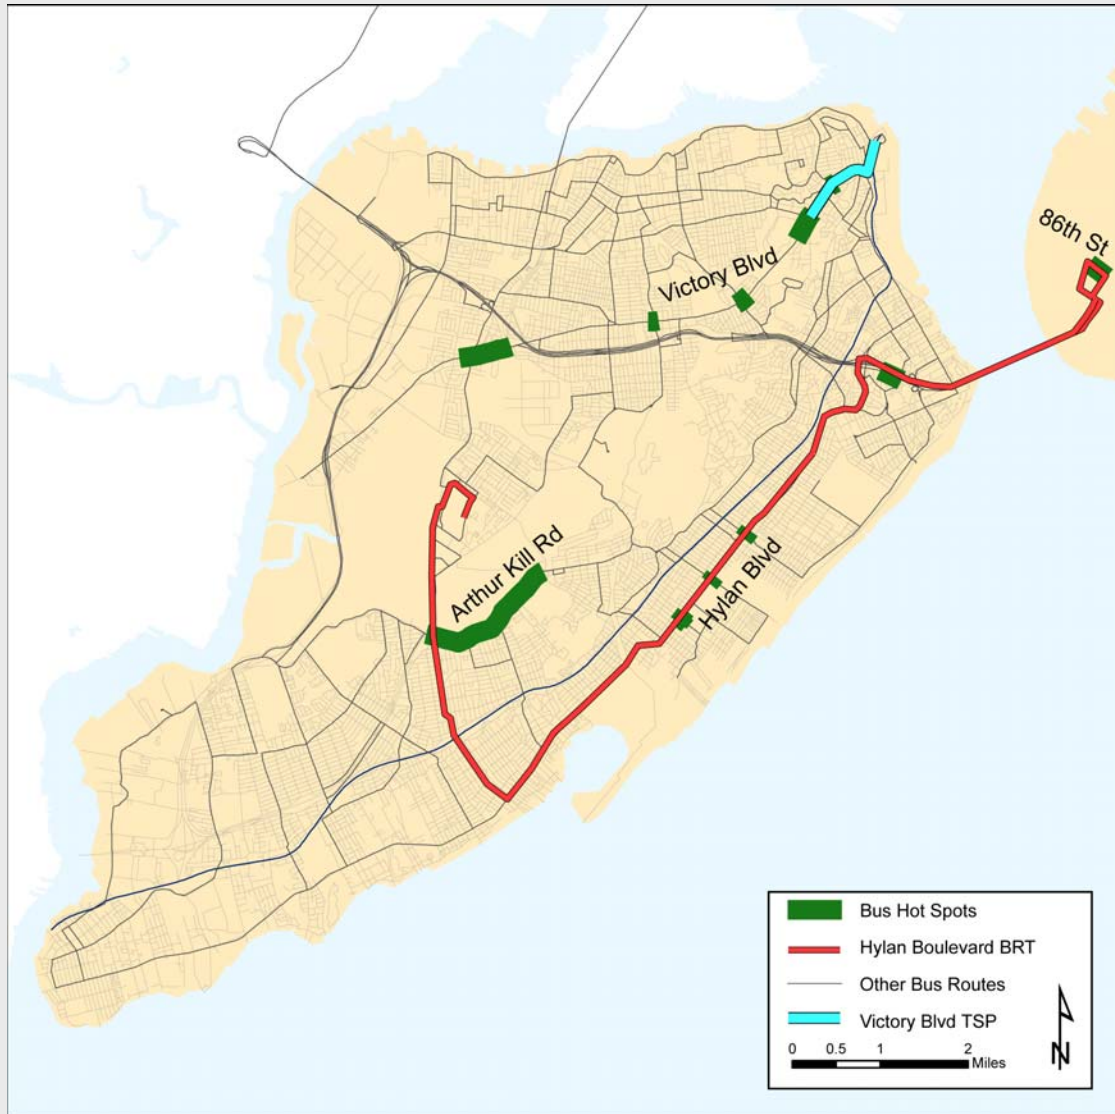 86th St
Victory Blvd
Arthur Kill Rd
Hylan Blvd
Bus Hot Spots
Hylan Boulevard BRT
Other Bus Routes
Victory Blvd TSP
N
0 0.5 1 2
Miles